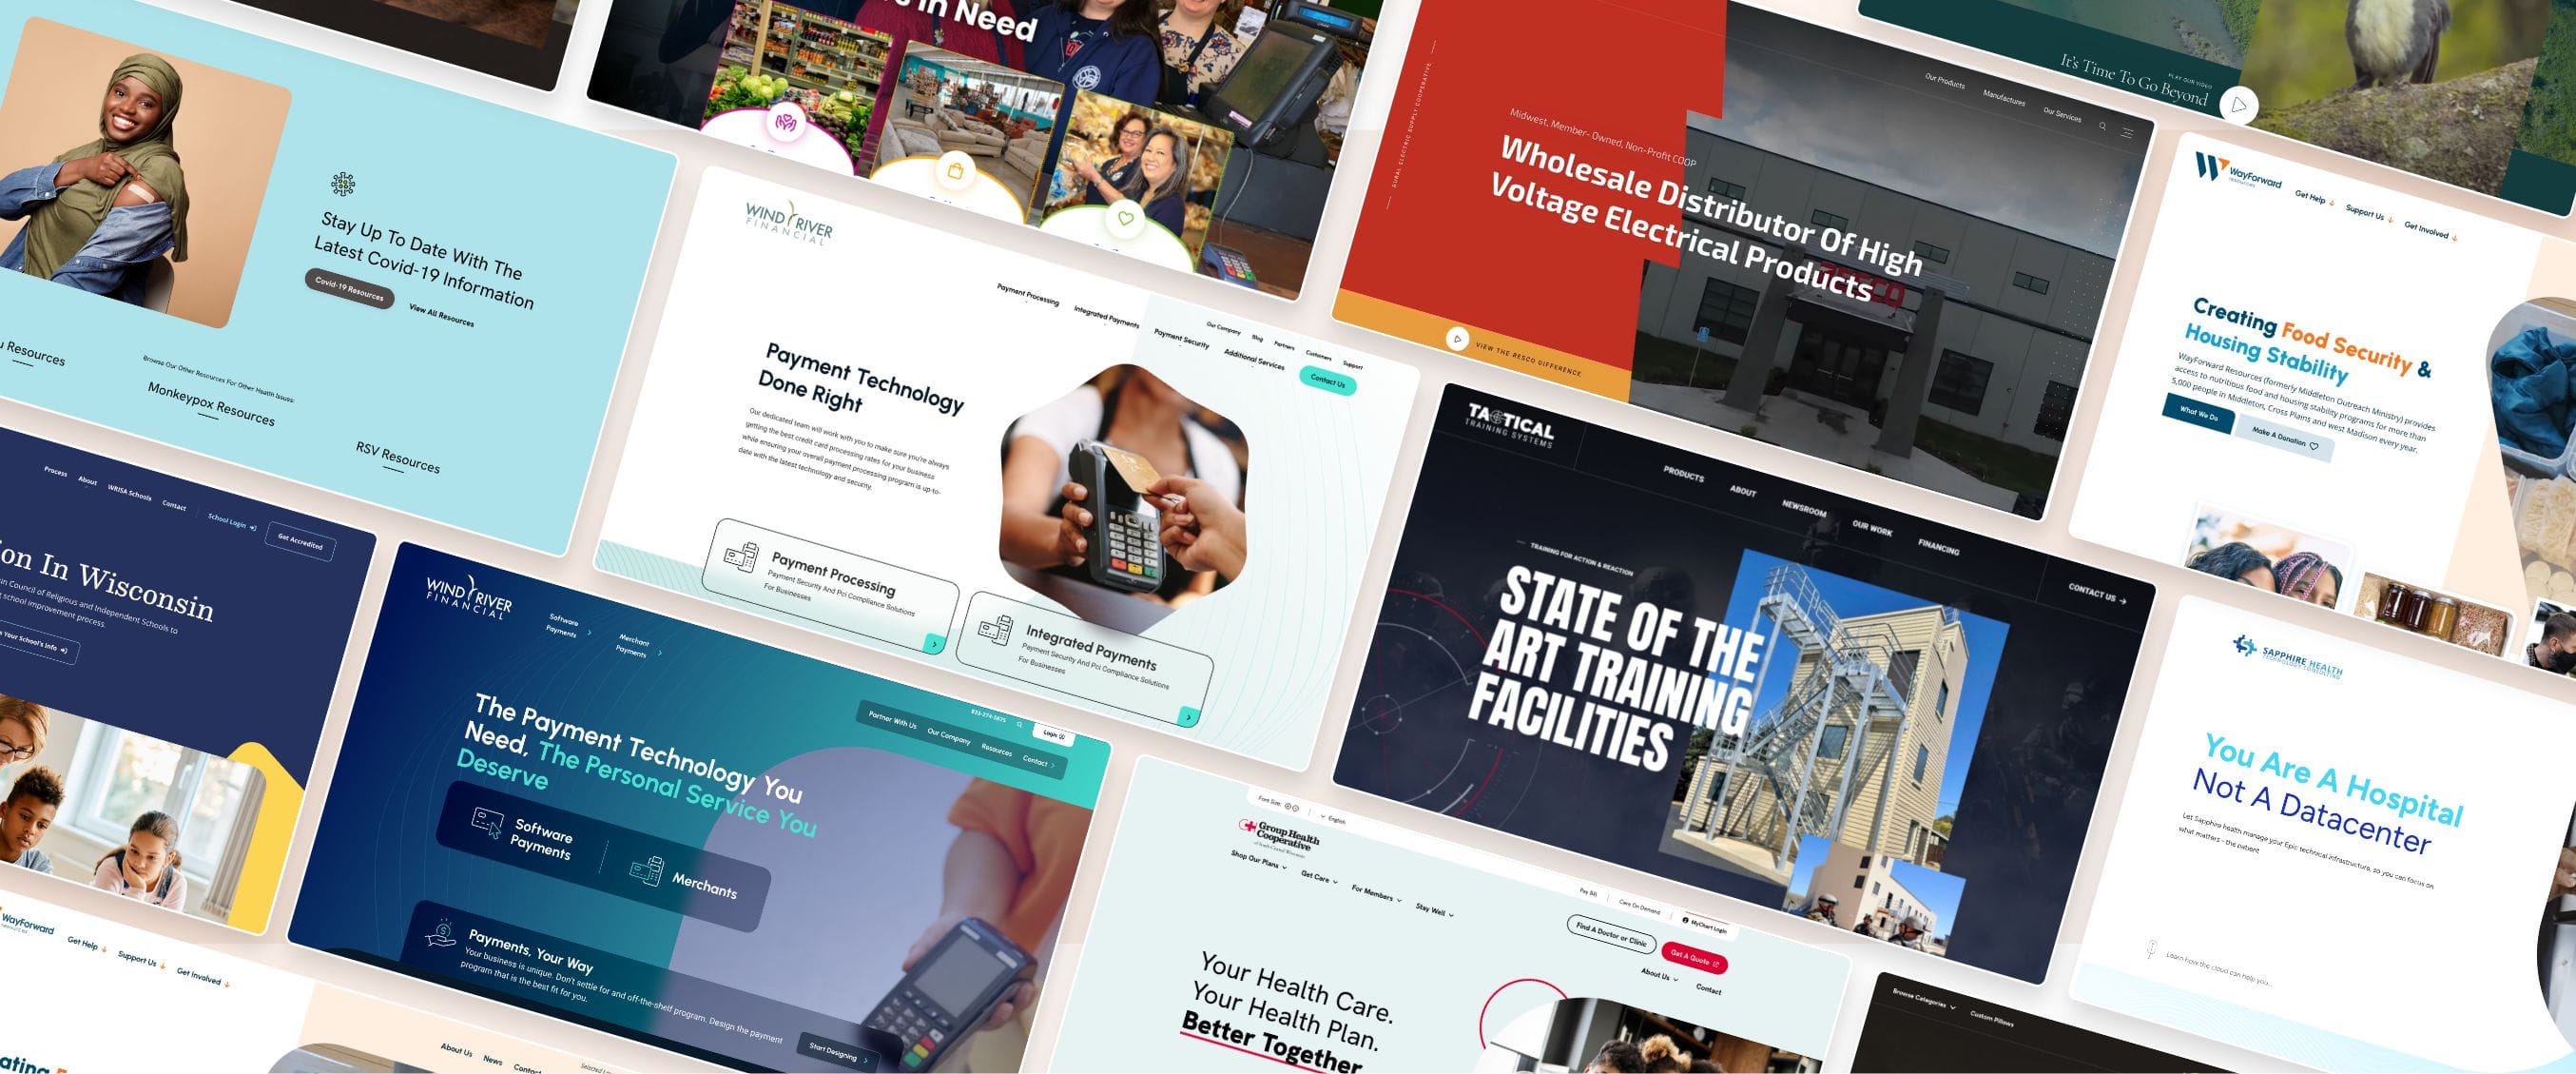 s In Need
It's Time To Go Beyond
PLAY OUR VIDEO
Stay Up To Date With The
Latest Covid-19 Information
Covid-19 Resources
View All Resources
Resources
Browse Our Other Resources For Other Health Issues:
Monkeypox Resources
RSV Resources
WIND RIVER
FINANCIAL
Payment Processing
Integrated Payments
Payment Security
Additional Services
Our Company
Blog
Partners
Customers
Support
Contact Us
Payment Technology
Done Right
Our dedicated team will work with you to make sure you're always
getting the best credit card processing rates for your business
while ensuring your overall payment processing program is up-to-
date with the latest technology and security.
Payment Processing
Payment Security And Pci Compliance Solutions
For Businesses
Integrated Payments
Payment Security And Pci Compliance Solutions
For Businesses
RURAL ELECTRIC SUPPLY COOPERATIVE
Our Products
Manufactures
Our Services
Midwest, Member- Owned, Non-Profit COOP
Wholesale Distributor Of High
Voltage Electrical Products
VIEW THE RESCO DIFFERENCE
WayForward
RESOURCES
Get Help
Support Us
Get Involved
Creating Food Security &
Housing Stability
WayForward Resources (formerly Middleton Outreach Ministry) provides
access to nutritious food and housing stability programs for more than
5,000 people in Middleton, Cross Plains and west Madison every year.
What We Do
Make A Donation
Process
About
WRISA Schools
Contact
School Login
Get Accredited
on In Wisconsin
in Council of Religious and Independent Schools to
school improvement process.
Your School's Info
WIND RIVER
FINANCIAL
Software
Payments
Merchant
Payments
Login
Partner With Us
Our Company
Resources
Contact
The Payment Technology You
Need, The Personal Service You
Deserve
Software
Payments
Merchants
Payments, Your Way
Your business is unique. Don't settle for and off-the-shelf program. Design the payment
program that is the best fit for you.
Start Designing
TACTICAL
TRAINING SYSTEMS
PRODUCTS
ABOUT
NEWSROOM
OUR WORK
FINANCING
CONTACT US
TRAINING FOR ACTION & REACTION
STATE OF THE
ART TRAINING
FACILITIES
SAPPHIRE HEALTH
TECHNOLOGY CONSULTING
You Are A Hospital
Not A Datacenter
Let Sapphire health manage your Epic technical infrastructure, so you can focus on
what matters - the patient
Learn how the cloud can help you...
Font Size:
English
Group Health
Cooperative
of South Central Wisconsin
Shop Our Plans
Get Care
For Members
Stay Well
Pay Bill
Care On Demand
MyChart Login
Find A Doctor or Clinic
Get A Quote
About Us
Contact
Your Health Care.
Your Health Plan.
Better Together
Browse Categories
Custom Pillows
WayForward
Get Help
Support Us
Get Involved
ating
About Us
News